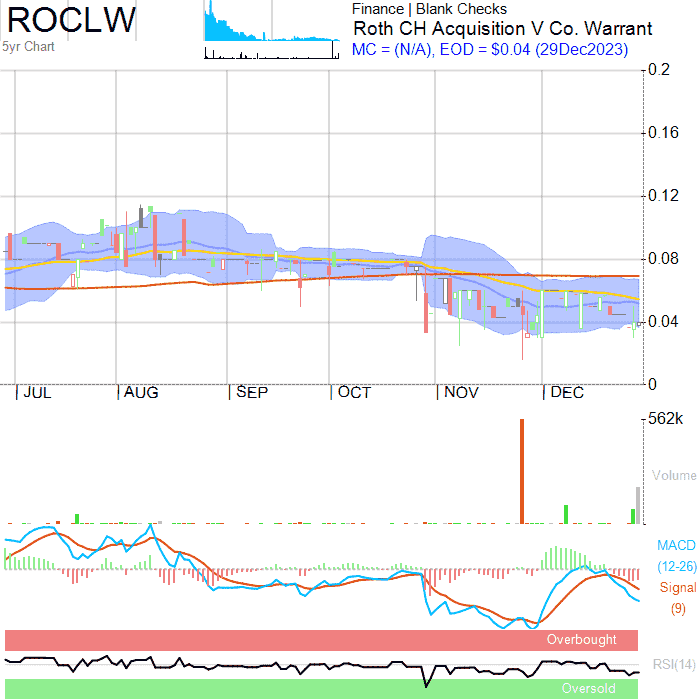 ROCLW
5yr Chart
Finance | Blank Checks
Roth CH Acquisition V Co. Warrant
MC = (N/A), EOD = $0.04 (29Dec2023)
0.2
0.16
0.12
0.08
0.04
0
JUL AUG SEP OCT NOV DEC
562k
Volume
MACD
(12-26)
Signal
(9)
Overbought
RSI(14)
Oversold